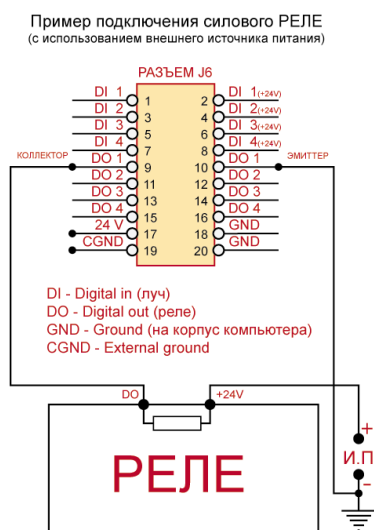 Пример подключения силового РЕЛЕ
(с использованием внешнего источника питания)
РАЗЪЕМ J6
DI 1 1 2 DI 1(+24V)
DI 2 3 4 DI 2(+24V)
DI 3 5 6 DI 3(+24V)
DI 4 7 8 DI 4(+24V)
КОЛЛЕКТОР DO 1 9 10 DO 1 ЭМИТТЕР
DO 2 11 12 DO 2
DO 3 13 14 DO 3
DO 4 15 16 DO 4
24 V 17 18 GND
CGND 19 20 GND
DI - Digital in (луч)
DO - Digital out (реле)
GND - Ground (на корпус компьютера)
CGND - External ground
DO +24V
+
И.П
-
РЕЛЕ